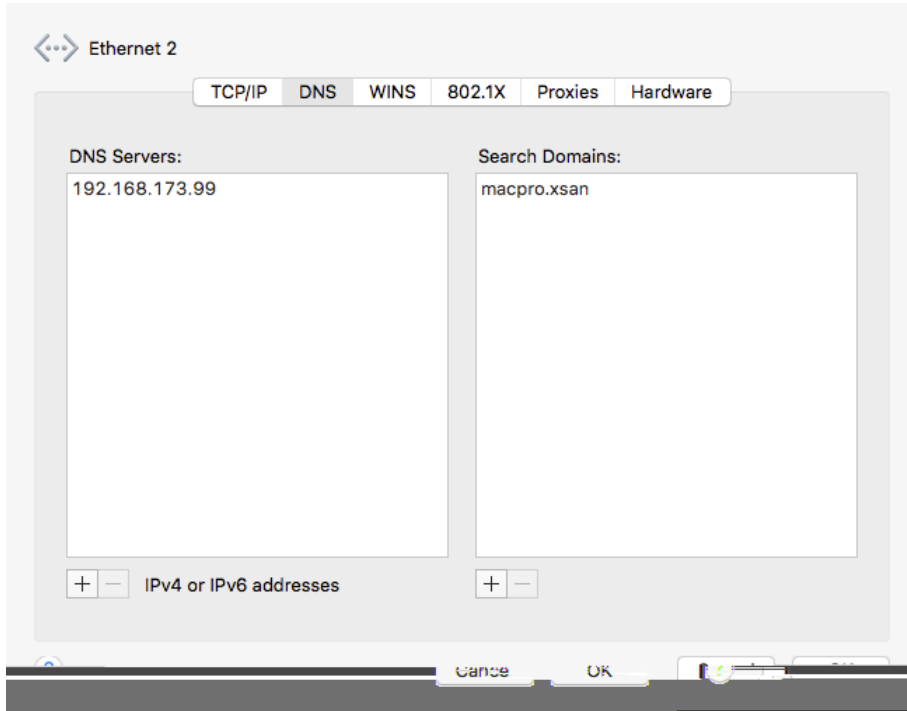 Ethernet 2
TCP/IP DNS WINS 802.1X Proxies Hardware
DNS Servers:
Search Domains:
192.168.173.99
macpro.xsan
IPv4 or IPv6 addresses
OK